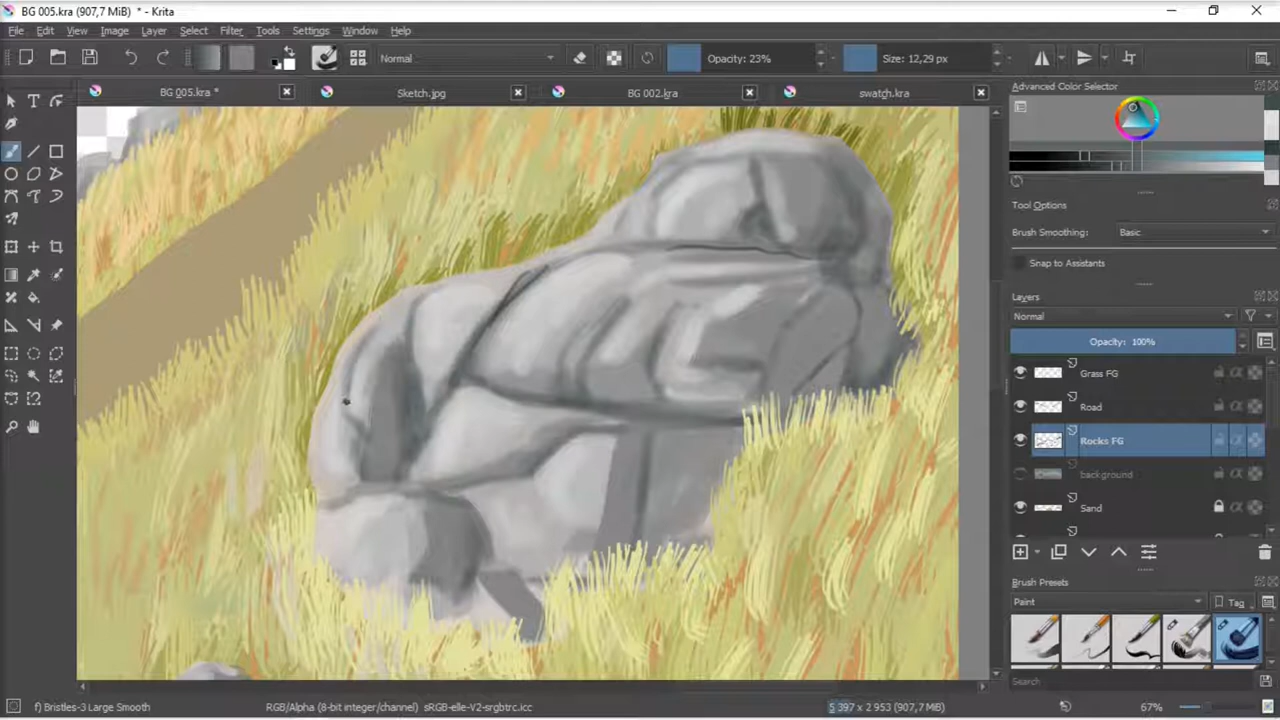 BG 005.kra (907,7 MiB) * - Krita
File Edit View Image Layer Select Filter Tools Settings Window Help
Normal Opacity: 23% Size: 12,29 px
BG 005.kra * Sketch.jpg BG 002.kra swatch.kra
Advanced Color Selector
Tool Options
Brush Smoothing: Basic
Snap to Assistants
Layers
Normal
Opacity: 100%
Grass FG
Road
Rocks FG
background
Sand
Brush Presets
Paint Tag
Search
f) Bristles-3 Large Smooth RGB/Alpha (8-bit integer/channel) sRGB-elle-V2-srgbtrc.icc 5 397 x 2 953 (907,7 MiB) 67%